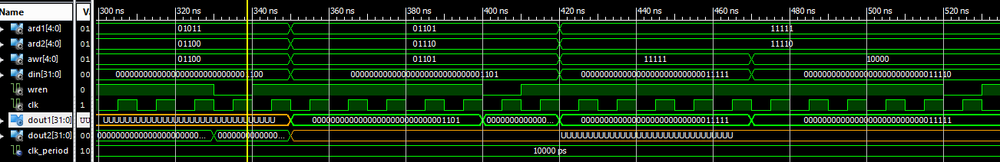 Name V. 300 ns 320 ns 340 ns 360 ns 380 ns 400 ns 420 ns 440 ns 460 ns 480 ns 500 ns 520 ns
ard1[4:0] 01 01011 01101 11111
ard2[4:0] 01 01100 01110 11110
awr[4:0] 01 01100 01101 11111 10000
din[31:0] 00 00000000000000000000000000001100 00000000000000000000000000001101 00000000000000000000000000011111 00000000000000000000000000011110
wren 0
clk 1
dout1[31:0] UU UUUUUUUUUUUUUUUUUUUUUUUUUUUUUUUU 00000000000000000000000000001101 0000000000000... 00000000000000000000000000011111 00000000000000000000000000011111
dout2[31:0] 00 0000000000000000000000... 0000000000000... UUUUUUUUUUUUUUUUUUUUUUUUUUUUUUUU
clk_period 10 10000 ps